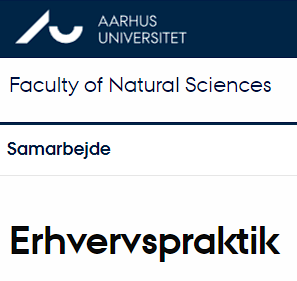 AARHUS
UNIVERSITET
Faculty of Natural Sciences
Samarbejde
Erhvervspraktik